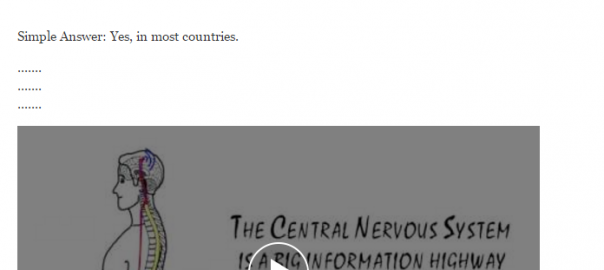 Simple Answer: Yes, in most countries.
.......
.......
.......
THE CENTRAL NERVOUS SYSTEM
IS A BIG INFORMATION HIGHWAY